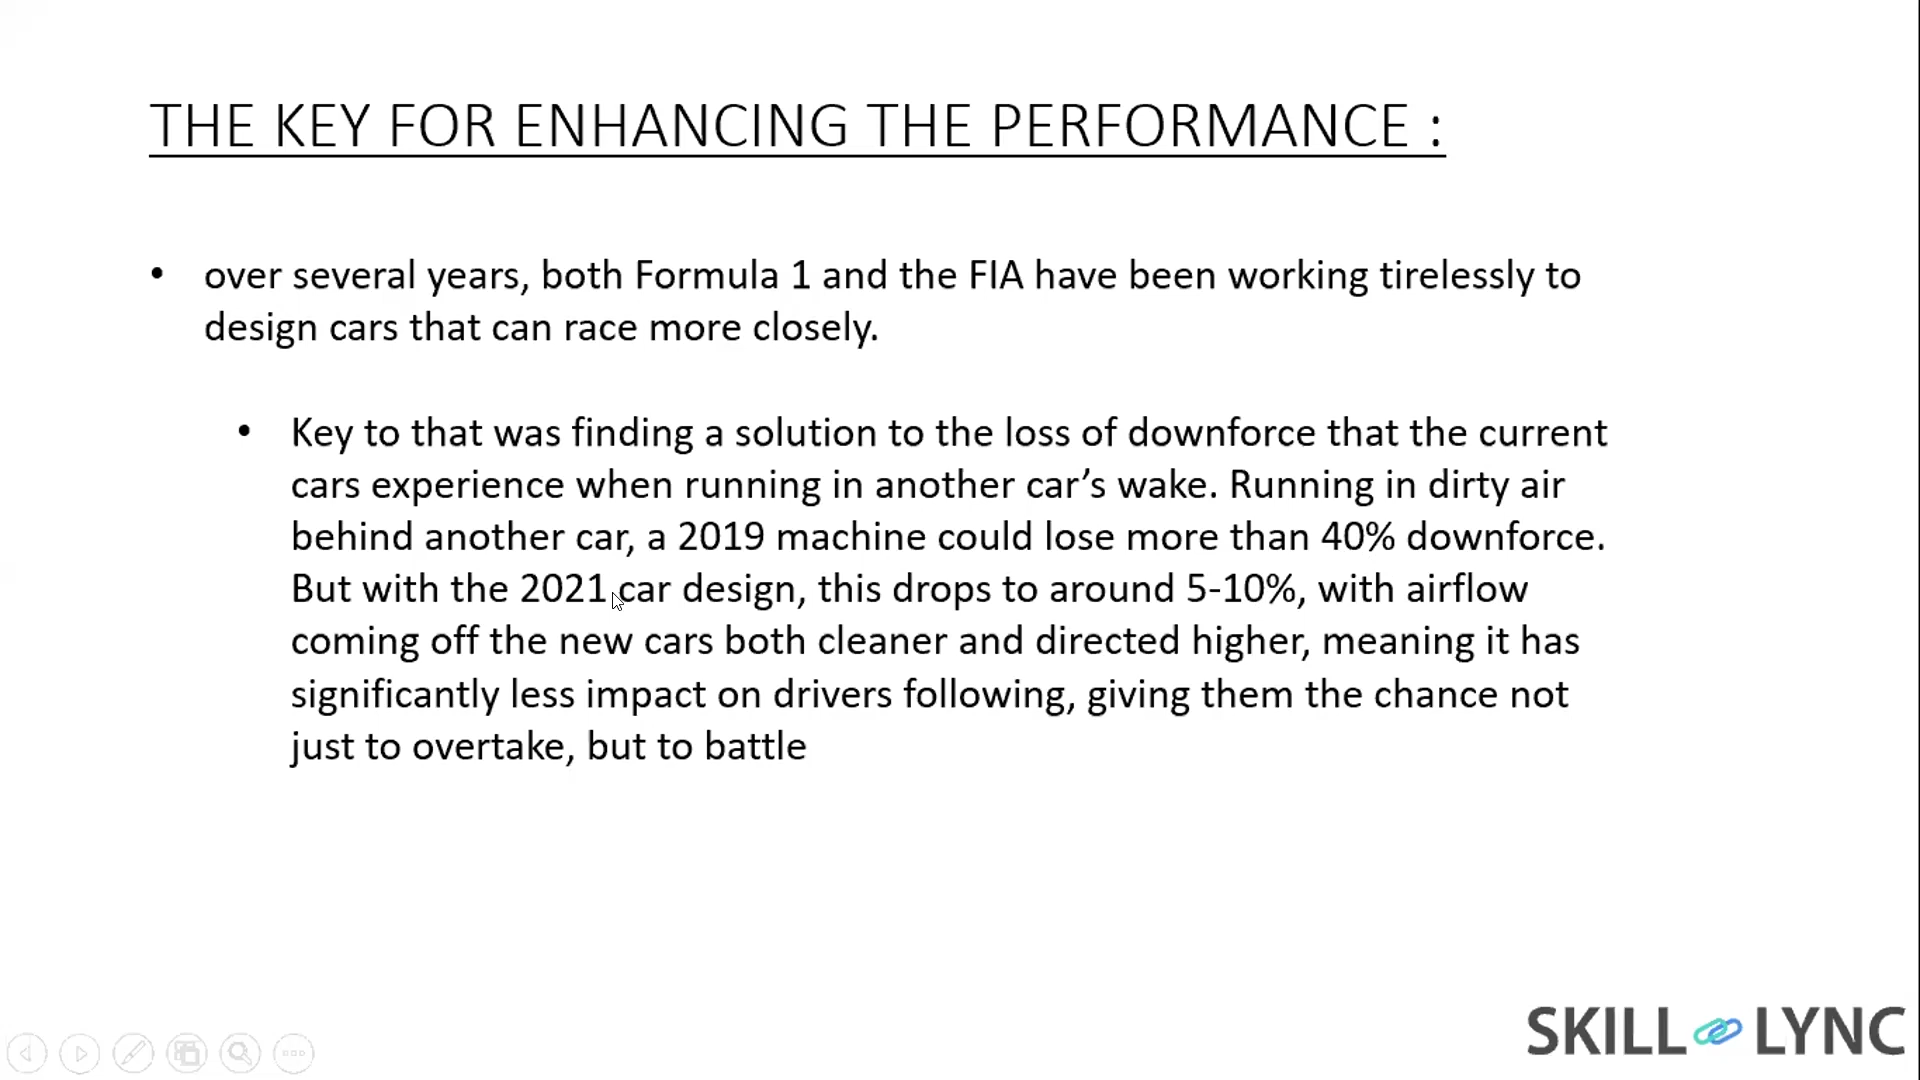 THE KEY FOR ENHANCING THE PERFORMANCE :
• over several years, both Formula 1 and the FIA have been working tirelessly to
design cars that can race more closely.
• Key to that was finding a solution to the loss of downforce that the current
cars experience when running in another car’s wake. Running in dirty air
behind another car, a 2019 machine could lose more than 40% downforce.
But with the 2021 car design, this drops to around 5-10%, with airflow
coming off the new cars both cleaner and directed higher, meaning it has
significantly less impact on drivers following, giving them the chance not
just to overtake, but to battle
SKILL LYNC